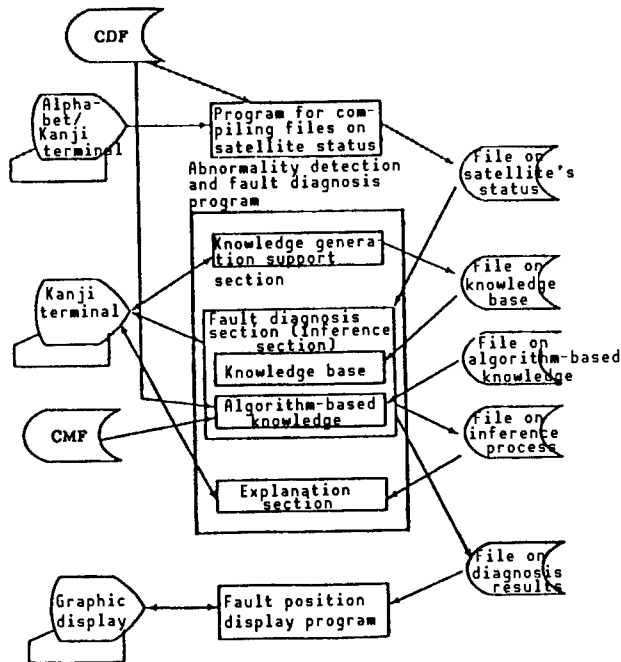 CDF
Alpha-
bet/
Kanji
terminal
Program for com-
piling files on
satellite status
Abnormality detection
and fault diagnosis
program
File on
satellite's
status
Knowledge genera-
tion support
section
File on
knowledge
base
Kanji
terminal
Fault diagnosis
section (Inference
section)
Knowledge base
File on
algorithm-based
knowledge
Algorithm-based
knowledge
CMF
File on
inference
process
Explanation
section
File on
diagnosis
results
Graphic
display
Fault position
display program